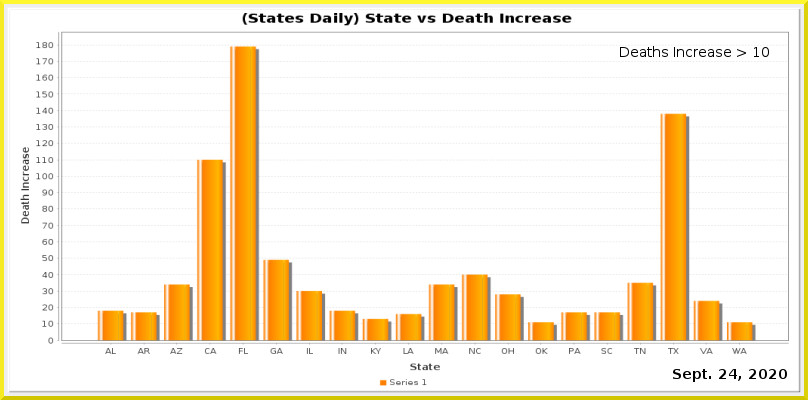 (States Daily) State vs Death Increase
Deaths Increase > 10
180
170
160
150
140
130
120
110
100
90
80
70
60
50
40
30
20
10
0
Death Increase
AL AR AZ CA FL GA IL IN KY LA MA NC OH OK PA SC TN TX VA WA
State
Series 1
Sept. 24, 2020